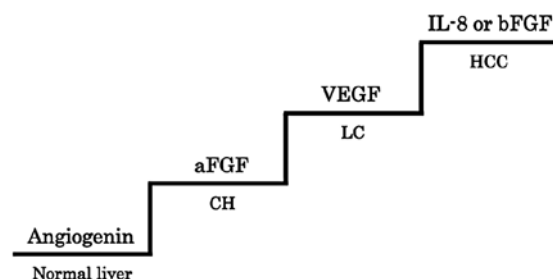 IL-8 or bFGF
HCC
VEGF
LC
aFGF
CH
Angiogenin
Normal liver